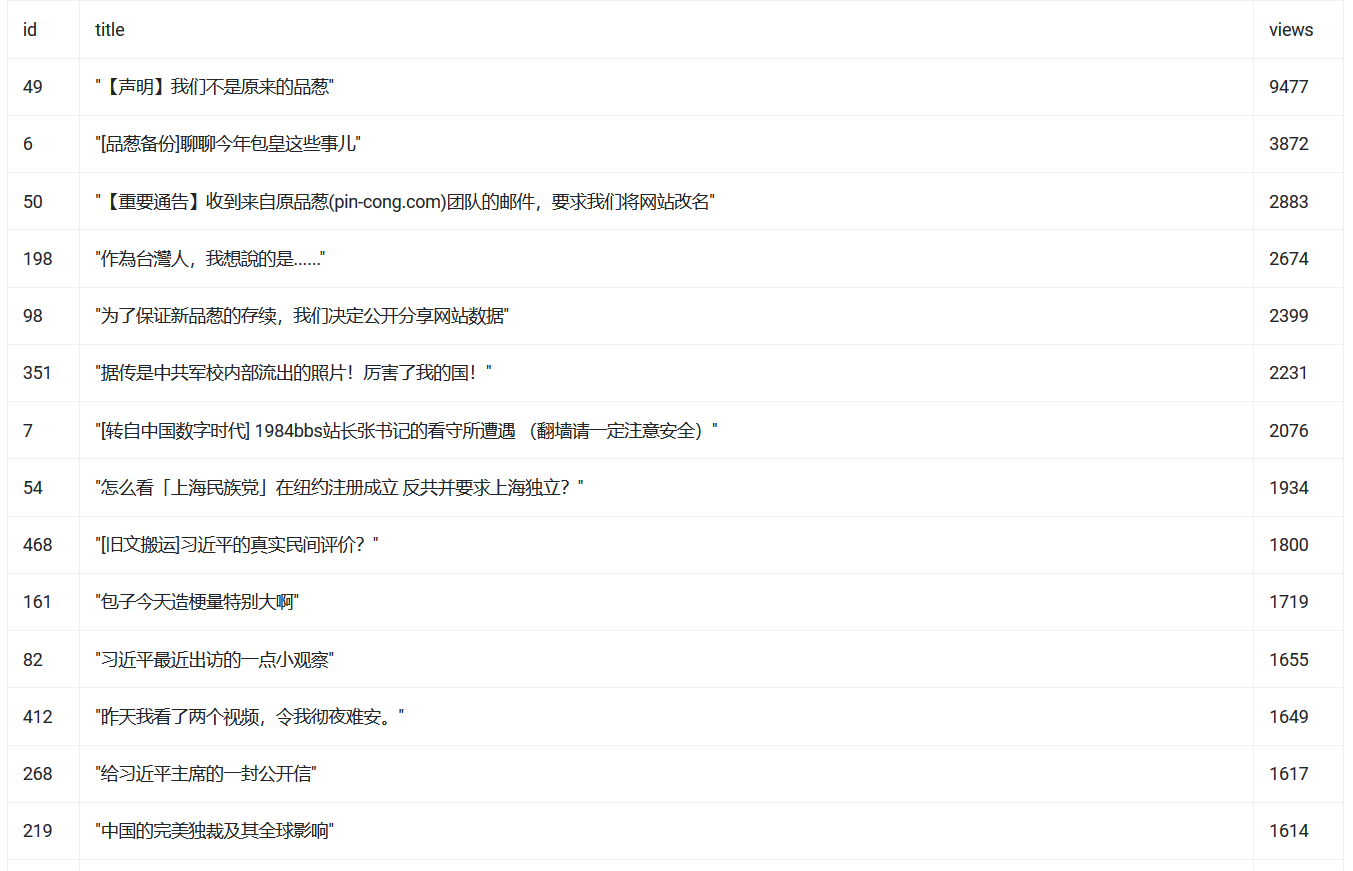 id title views
49 "【声明】我们不是原来的品葱" 9477
6 "[品葱备份]聊聊今年包皇这些事儿" 3872
50 "【重要通告】收到来自原品葱(pin-cong.com)团队的邮件，要求我们将网站改名" 2883
198 "作為台灣人，我想說的是......" 2674
98 "为了保证新品葱的存续，我们决定公开分享网站数据" 2399
351 "据传是中共军校内部流出的照片！厉害了我的国！" 2231
7 "[转自中国数字时代] 1984bbs站长张书记的看守所遭遇 （翻墙请一定注意安全）" 2076
54 "怎么看「上海民族党」在纽约注册成立 反共并要求上海独立？" 1934
468 "[旧文搬运]习近平的真实民间评价？" 1800
161 "包子今天造梗量特别大啊" 1719
82 "习近平最近出访的一点小观察" 1655
412 "昨天我看了两个视频，令我彻夜难安。" 1649
268 "给习近平主席的一封公开信" 1617
219 "中国的完美独裁及其全球影响" 1614